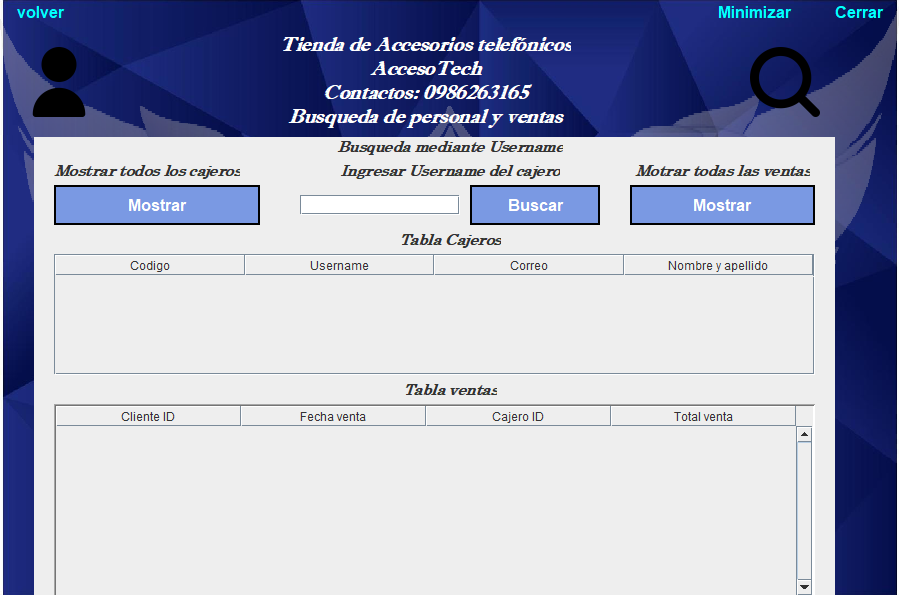 volver Minimizar Cerrar
Tienda de Accesorios telefónicos
AccesoTech
Contactos: 0986263165
Busqueda de personal y ventas
Busqueda mediante Username
Mostrar todos los cajeros Ingresar Username del cajero Motrar todas las ventas
Mostrar Buscar Mostrar
Tabla Cajeros
Codigo Username Correo Nombre y apellido
Tabla ventas
Cliente ID Fecha venta Cajero ID Total venta